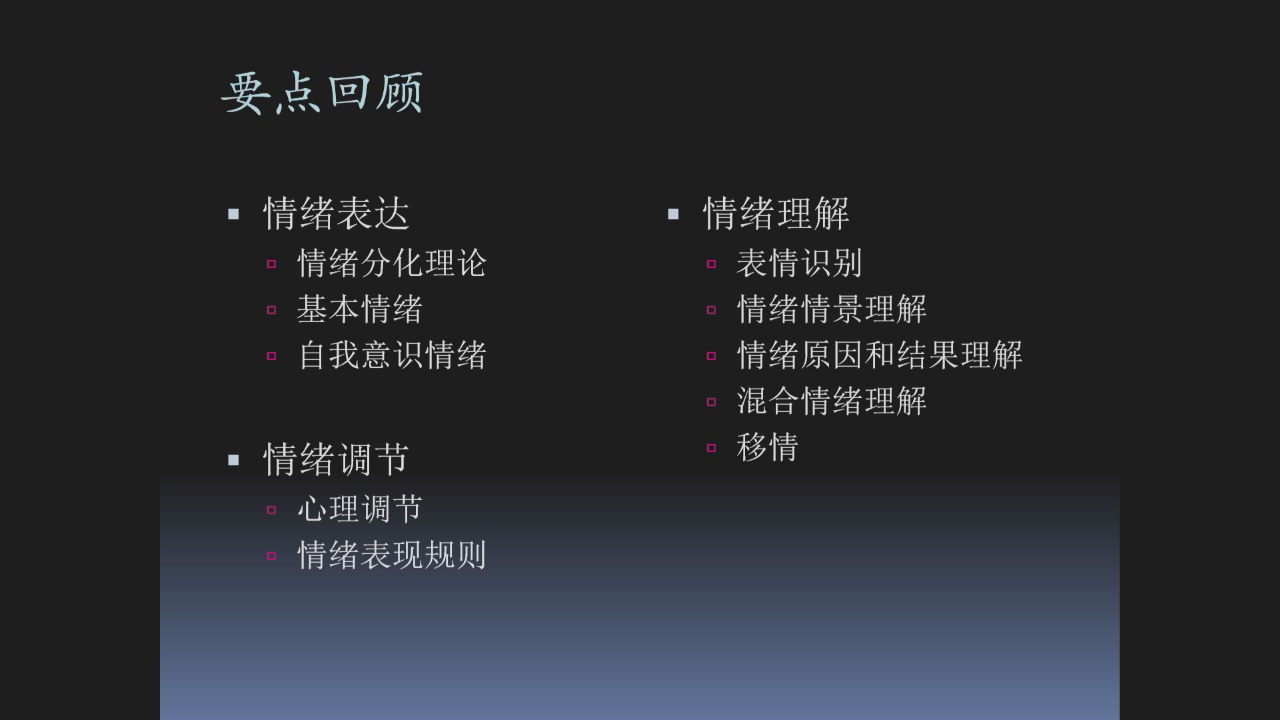 要点回顾
情绪表达
情绪分化理论
基本情绪
自我意识情绪
情绪调节
心理调节
情绪表现规则
情绪理解
表情识别
情绪情景理解
情绪原因和结果理解
混合情绪理解
移情